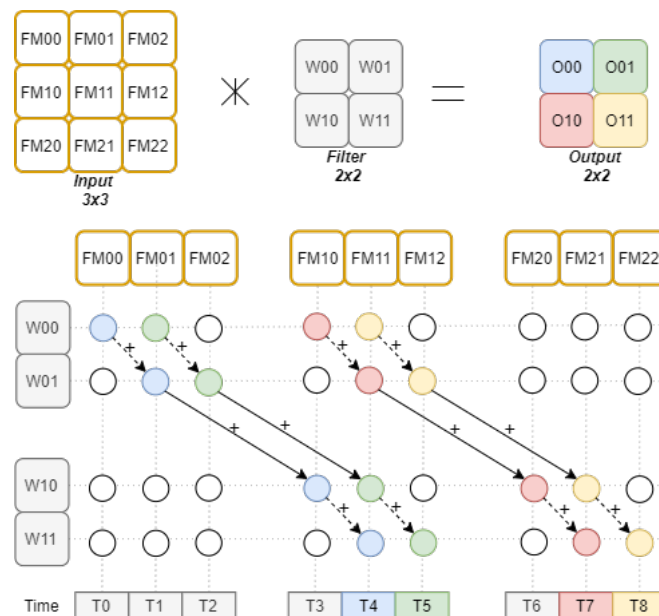 FM00 FM01 FM02
W00 W01
O00 O01
FM10 FM11 FM12
W10 W11
O10 O11
FM20 FM21 FM22
Input
3x3
Filter
2x2
Output
2x2
FM00 FM01 FM02 FM10 FM11 FM12 FM20 FM21 FM22
W00
+ + + +
W01
+ + + +
W10
+ + + +
W11
Time T0 T1 T2 T3 T4 T5 T6 T7 T8